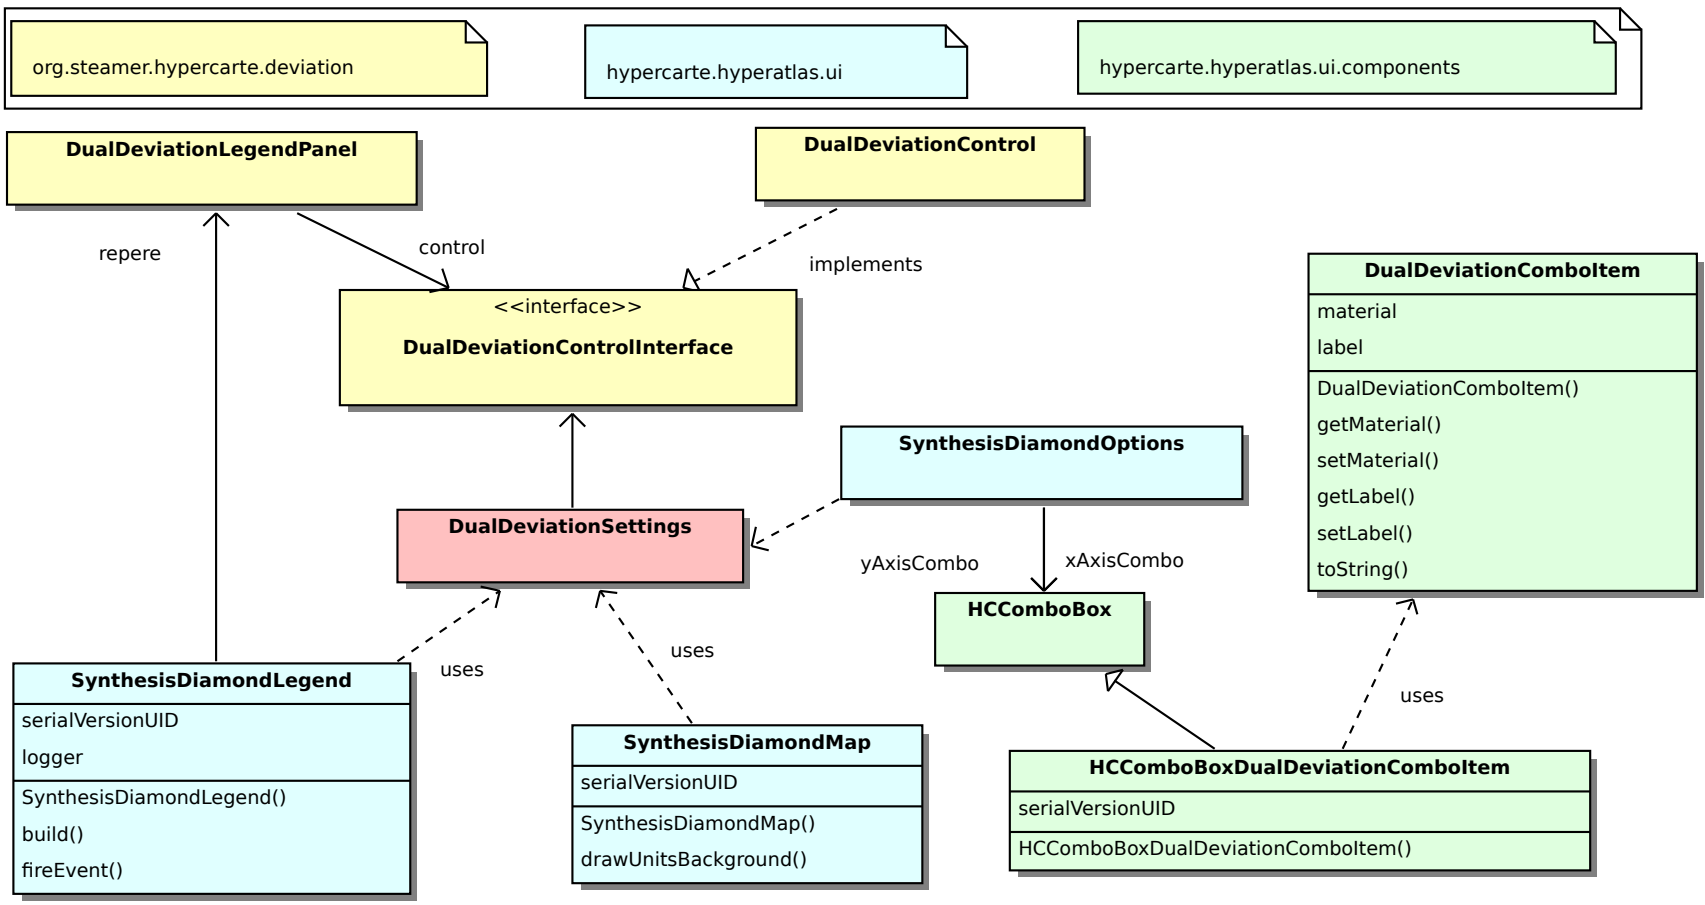 org.steamer.hypercarte.deviation
hypercarte.hyperatlas.ui
hypercarte.hyperatlas.ui.components
DualDeviationLegendPanel
DualDeviationControl
repere
control
implements
<<interface>>
DualDeviationControlInterface
DualDeviationComboItem
material
label
DualDeviationComboItem()
getMaterial()
setMaterial()
getLabel()
setLabel()
toString()
SynthesisDiamondOptions
DualDeviationSettings
yAxisCombo
xAxisCombo
HCComboBox
uses
uses
uses
SynthesisDiamondLegend
serialVersionUID
logger
SynthesisDiamondLegend()
build()
fireEvent()
SynthesisDiamondMap
serialVersionUID
SynthesisDiamondMap()
drawUnitsBackground()
HCComboBoxDualDeviationComboItem
serialVersionUID
HCComboBoxDualDeviationComboItem()